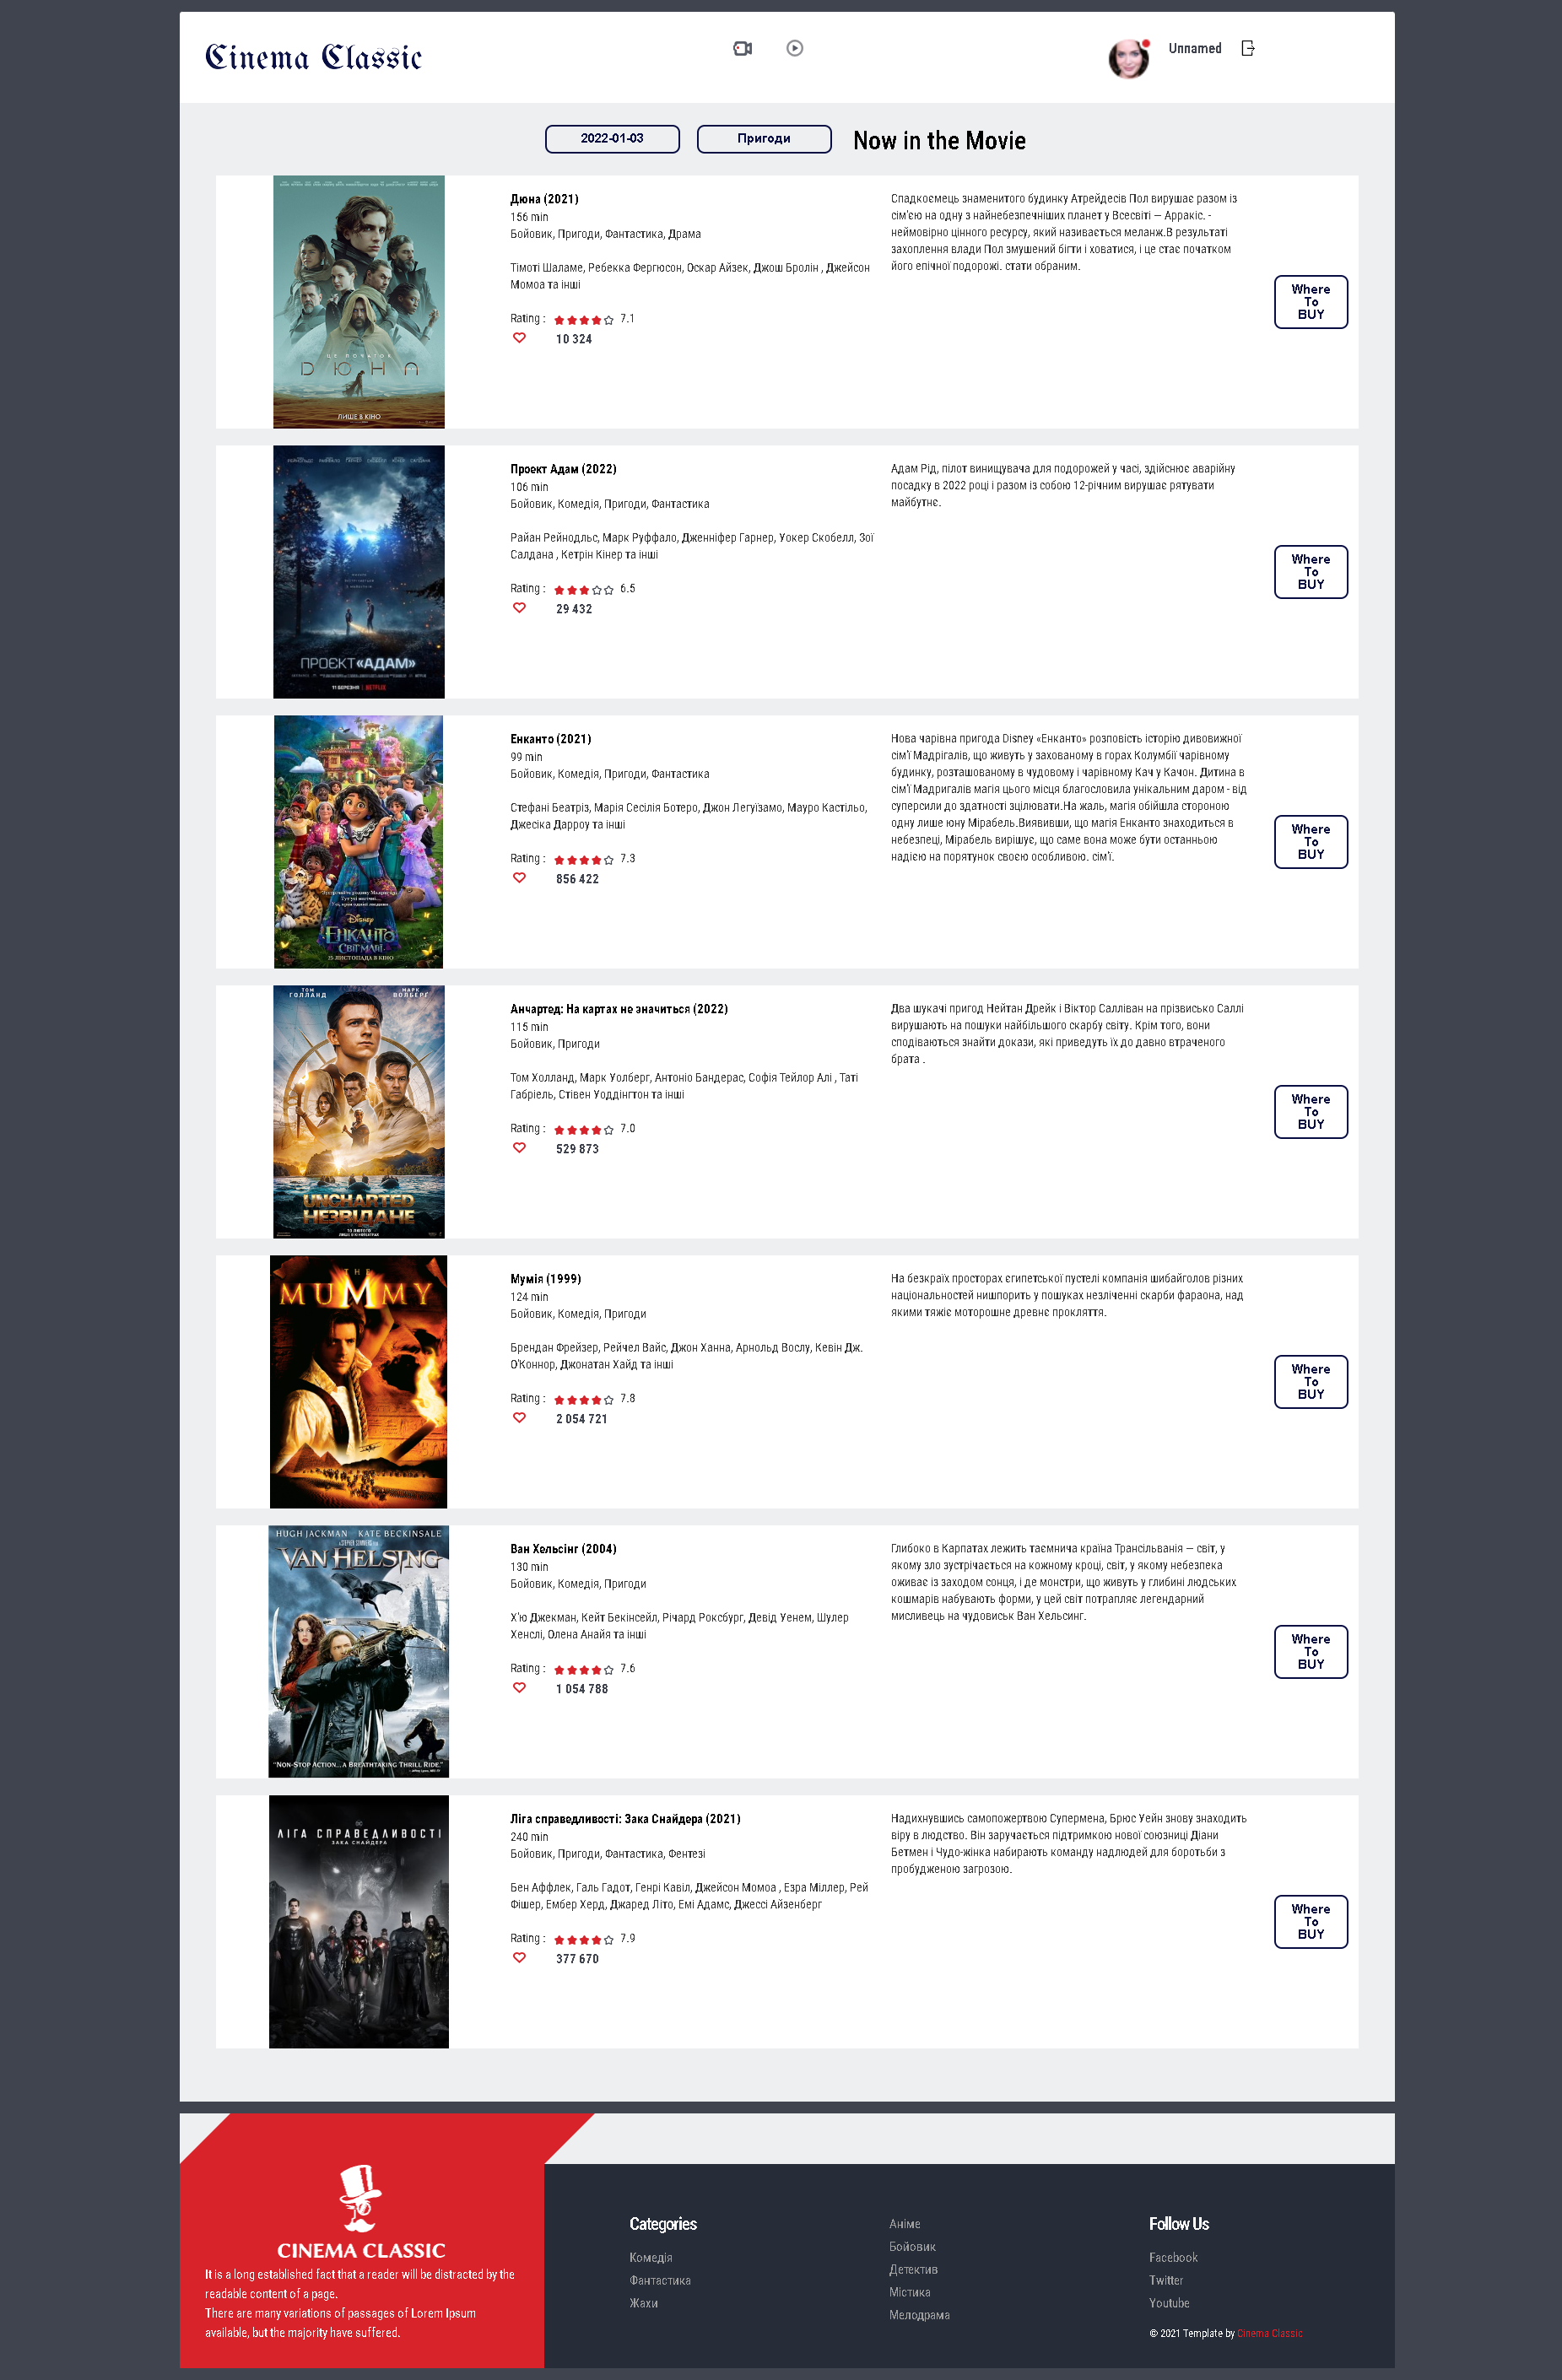 Cinema Classic
Unnamed
2022-01-03
Пригоди
Now in the Movie
ЦЕ ПОЧАТОК
ДЮНА
ЛИШЕ В КІНО
Дюна (2021)
156 min
Бойовик, Пригоди, Фантастика, Драма
Тімоті Шаламе, Ребекка Фергюсон, Оскар Айзек, Джош Бролін , Джейсон
Момоа та інші
Rating :
7.1
10 324
Спадкоємець знаменитого будинку Атрейдесів Пол вирушає разом із
сім'єю на одну з найнебезпечніших планет у Всесвіті — Арракіс. -
неймовірно цінного ресурсу, який називається меланж.В результаті
захоплення влади Пол змушений бігти і ховатися, і це стає початком
його епічної подорожі. стати обраним.
Where
To
BUY
ПРОЄКТ«АДАМ»
11 БЕРЕЗНЯ | NETFLIX
Проект Адам (2022)
106 min
Бойовик, Комедія, Пригоди, Фантастика
Райан Рейнодльс, Марк Руффало, Дженніфер Гарнер, Уокер Скобелл, Зоі
Салдана , Кетрін Кінер та інші
Rating :
6.5
29 432
Адам Рід, пілот винищувача для подорожей у часі, здійснює аварійну
посадку в 2022 році і разом із собою 12-річним вирушає рятувати
майбутнє.
Where
To
BUY
Disney
ЕНКАНТО
СВІТ МАГІЇ
25 ЛИСТОПАДА В КІНО
Енканто (2021)
99 min
Бойовик, Комедія, Пригоди, Фантастика
Стефані Беатріз, Марія Сесілія Ботеро, Джон Легуїзамо, Мауро Кастільо,
Джесіка Дарроу та інші
Rating :
7.3
856 422
Нова чарівна пригода Disney «Енканто» розповість історію дивовижної
сім'ї Мадрігалів, що живуть у захованому в горах Колумбії чарівному
будинку, розташованому в чудовому і чарівному Кач у Качон. Дитина в
сім'ї Мадригалів магія цього місця благословила унікальним даром - від
суперсили до здатності зцілювати.На жаль, магія обійшла стороною
одну лише юну Мірабель.Виявивши, що магія Енканто знаходиться в
небезпеці, Мірабель вирішує, що саме вона може бути останньою
надією на порятунок своєю особливою. сім'ї.
Where
To
BUY
ТОМ МАРК
ГОЛЛАНД ВОЛБЕРГ
UNCHARTED
НЕЗВІДАНЕ
Анчартед: На картах не значиться (2022)
115 min
Бойовик, Пригоди
Том Холланд, Марк Уолберг, Антоніо Бандерас, Софія Тейлор Алі , Таті
Габріель, Стівен Уоддінгтон та інші
Rating :
7.0
529 873
Два шукачі пригод Нейтан Дрейк і Віктор Салліван на прізвисько Саллі
вирушають на пошуки найбільшого скарбу світу. Крім того, вони
сподіваються знайти докази, які приведуть їх до давно втраченого
брата .
Where
To
BUY
THE
MUMMY
Мумія (1999)
124 min
Бойовик, Комедія, Пригоди
Брендан Фрейзер, Рейчел Вайс, Джон Ханна, Арнольд Вослу, Кевін Дж.
О'Коннор, Джонатан Хайд та інші
Rating :
7.8
2 054 721
На безкраїх просторах єгипетської пустелі компанія шибайголов різних
національностей нишпорить у пошуках незліченні скарби фараона, над
якими тяжіє моторошне древнє прокляття.
Where
To
BUY
HUGH JACKMAN KATE BECKINSALE
VAN HELSING
"NON-STOP ACTION...A BREATHTAKING THRILL RIDE."
Ван Хельсінг (2004)
130 min
Бойовик, Комедія, Пригоди
Х'ю Джекман, Кейт Бекінсейл, Річард Роксбург, Девід Уенем, Шулер
Хенслі, Олена Анайя та інші
Rating :
7.6
1 054 788
Глибоко в Карпатах лежить таємнича країна Трансільванія — світ, у
якому зло зустрічається на кожному кроці, світ, у якому небезпека
оживає із заходом сонця, і де монстри, що живуть у глибині людських
кошмарів набувають форми, у цей світ потрапляє легендарний
мисливець на чудовиськ Ван Хельсинг.
Where
To
BUY
ЛІГА СПРАВЕДЛИВОСТІ
ЗАКА СНАЙДЕРА
Ліга справедливості: Зака Снайдера (2021)
240 min
Бойовик, Пригоди, Фантастика, Фентезі
Бен Аффлек, Галь Гадот, Генрі Кавіл, Джейсон Момоа , Езра Міллер, Рей
Фішер, Ембер Херд, Джаред Літо, Емі Адамс, Джессі Айзенберг
Rating :
7.9
377 670
Надихнувшись самопожертвою Супермена, Брюс Уейн знову знаходить
віру в людство. Він заручається підтримкою нової союзниці Діани
Бетмен і Чудо-жінка набирають команду надлюдей для боротьби з
пробудженою загрозою.
Where
To
BUY
CINEMA CLASSIC
It is a long established fact that a reader will be distracted by the
readable content of a page.
There are many variations of passages of Lorem Ipsum
available, but the majority have suffered.
Categories
Комедія
Фантастика
Жахи
Аніме
Бойовик
Детектив
Містика
Мелодрама
Follow Us
Facebook
Twitter
Youtube
© 2021 Template by Cinema Classic